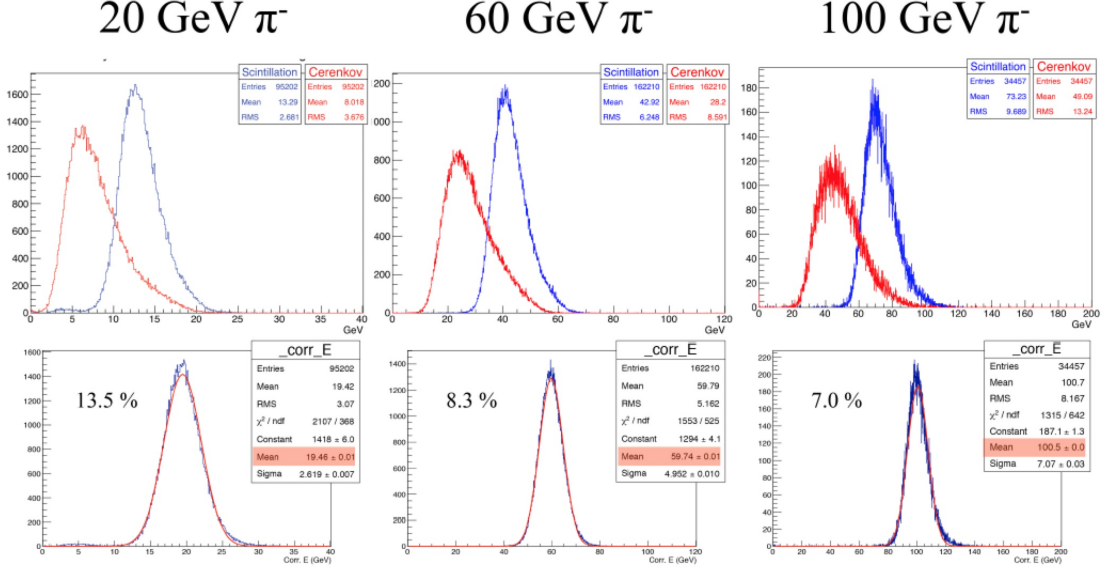 20 GeV π⁻
60 GeV π⁻
100 GeV π⁻
Scintillation
Entries 95202
Mean 13.29
RMS 2.681
Cerenkov
Entries 95202
Mean 8.018
RMS 3.676
1600
1400
1200
1000
800
600
400
200
0
0 5 10 15 20 25 30 35 40
GeV
Scintillation
Entries 162210
Mean 42.92
RMS 6.248
Cerenkov
Entries 162210
Mean 28.2
RMS 8.591
200
000
800
600
400
200
0
0 20 40 60 80 100 120
GeV
Scintillation
Entries 34457
Mean 73.23
RMS 9.689
Cerenkov
Entries 34457
Mean 49.09
RMS 13.24
180
160
140
120
100
80
60
40
20
0
0 20 40 60 80 100 120 140 160 180 200
GeV
_corr_E
Entries 95202
Mean 19.42
RMS 3.07
χ² / ndf 2107 / 368
Constant 1418 ± 6.0
Mean 19.46 ± 0.01
Sigma 2.619 ± 0.007
13.5 %
1600
1400
1200
1000
800
600
400
200
0
0 5 10 15 20 25 30 35 40
Corr. E (GeV)
_corr_E
Entries 162210
Mean 59.79
RMS 5.162
χ² / ndf 1553 / 525
Constant 1294 ± 4.1
Mean 59.74 ± 0.01
Sigma 4.952 ± 0.010
8.3 %
1400
1200
1000
800
600
400
200
0
0 20 40 60 80 100 120
Corr. E (GeV)
_corr_E
Entries 34457
Mean 100.7
RMS 8.167
χ² / ndf 1315 / 642
Constant 187.1 ± 1.3
Mean 100.5 ± 0.0
Sigma 7.07 ± 0.03
7.0 %
220
200
180
160
140
120
100
80
60
40
20
0
0 20 40 60 80 100 120 140 160 180 200
Corr. E (GeV)